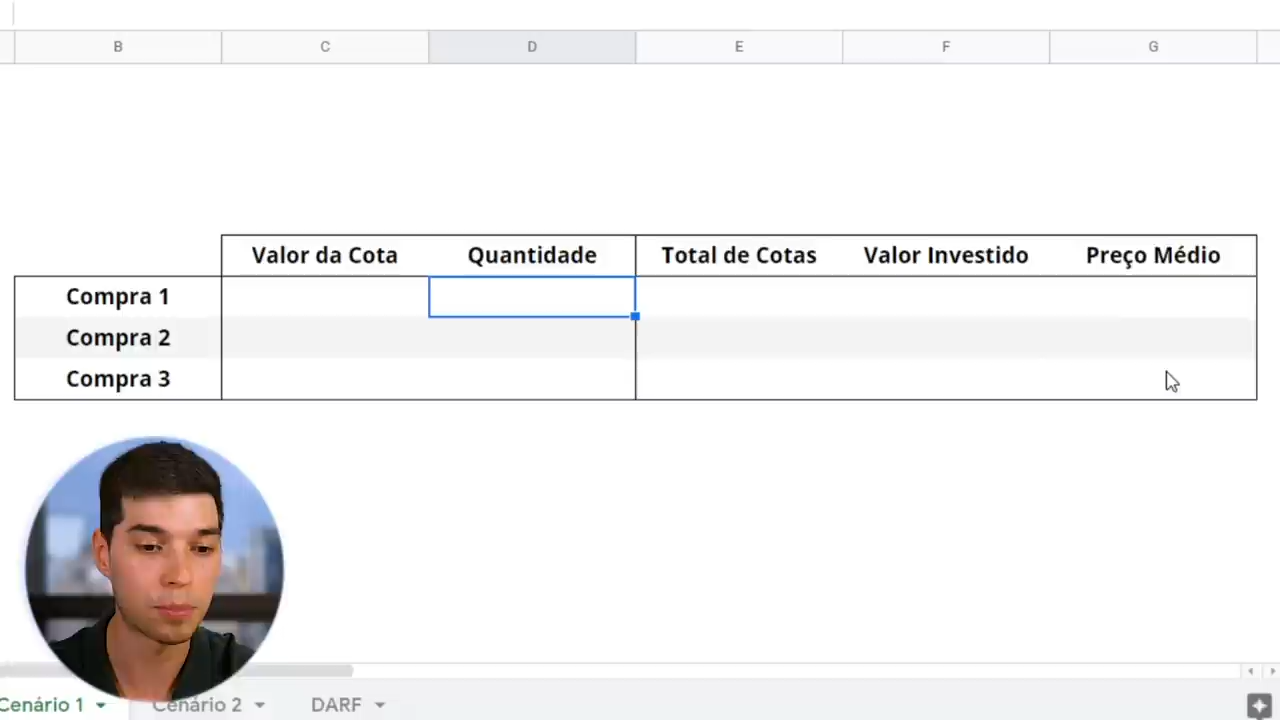 B C D E F G
Valor da Cota Quantidade Total de Cotas Valor Investido Preço Médio
Compra 1
Compra 2
Compra 3
Cenário 1 Cenário 2 DARF